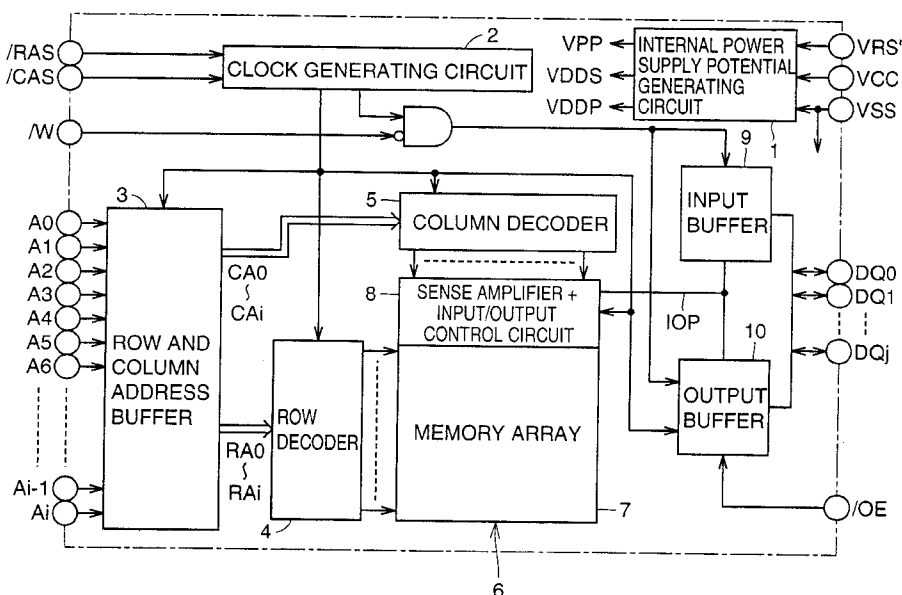 /RAS
/CAS
/W
2
CLOCK GENERATING CIRCUIT
VPP
VDDS
VDDP
INTERNAL POWER
SUPPLY POTENTIAL
GENERATING
CIRCUIT
1
VRS'
VCC
VSS
3
A0
A1
A2
A3
A4
A5
A6
Ai-1
Ai
ROW AND
COLUMN
ADDRESS
BUFFER
CA0
~
CAi
RA0
~
RAi
5
COLUMN DECODER
8
SENSE AMPLIFIER +
INPUT/OUTPUT
CONTROL CIRCUIT
ROW
DECODER
4
MEMORY ARRAY
7
6
9
INPUT
BUFFER
IOP
10
OUTPUT
BUFFER
DQ0
DQ1
DQj
/OE